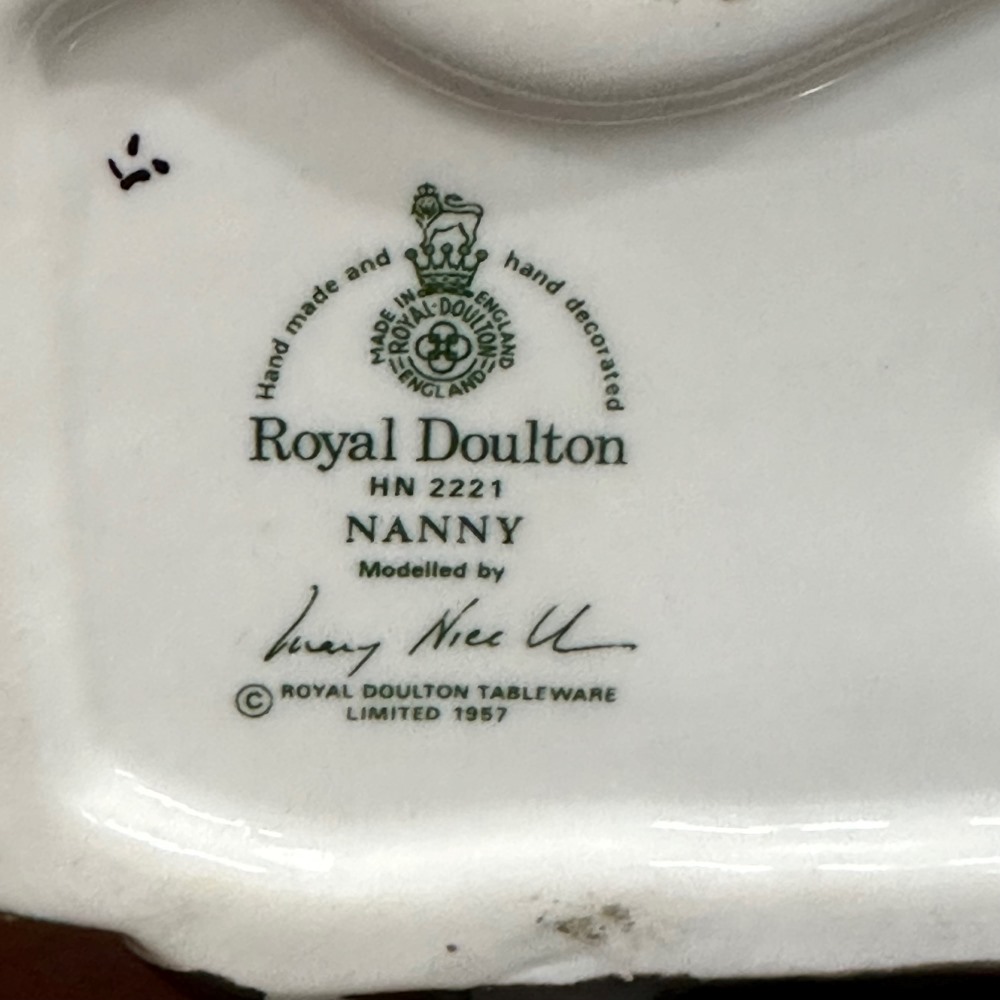 Hand made and hand decorated
MADE IN ENGLAND
ROYAL·DOULTON
ENGLAND
Royal Doulton
HN 2221
NANNY
Modelled by
© ROYAL DOULTON TABLEWARE
LIMITED 1957